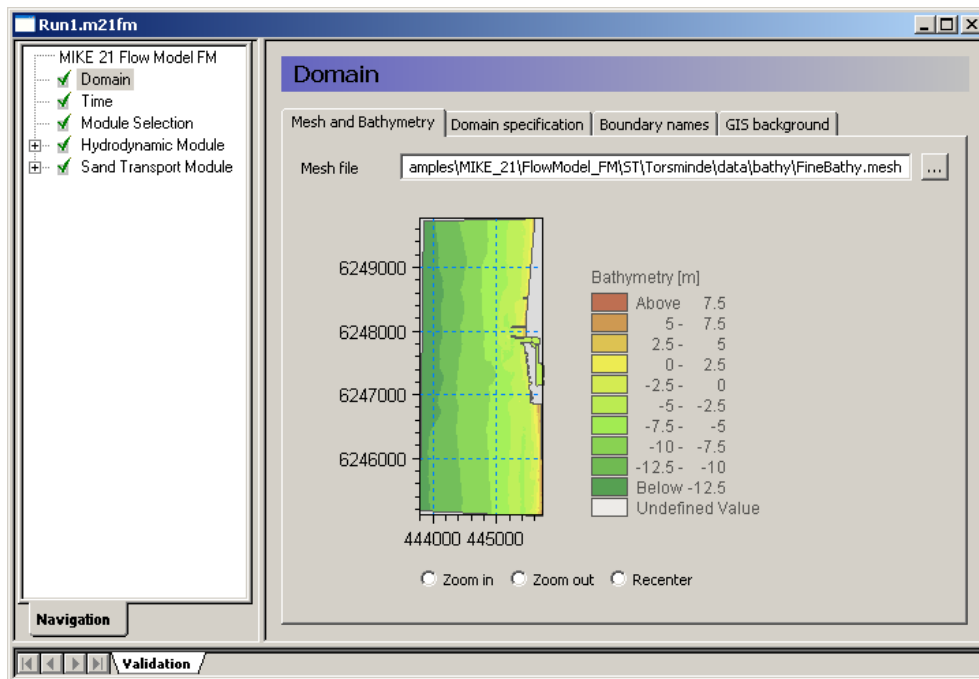 Run1.m21fm
MIKE 21 Flow Model FM
Domain
Time
Module Selection
Hydrodynamic Module
Sand Transport Module
Navigation
Domain
Mesh and Bathymetry Domain specification Boundary names GIS background
Mesh file amples\MIKE_21\FlowModel_FM\ST\Torsminde\data\bathy\FineBathy.mesh ...
6249000
6248000
6247000
6246000
444000 445000
Bathymetry [m]
Above 7.5
5 - 7.5
2.5 - 5
0 - 2.5
-2.5 - 0
-5 - -2.5
-7.5 - -5
-10 - -7.5
-12.5 - -10
Below -12.5
Undefined Value
Zoom in Zoom out Recenter
Validation